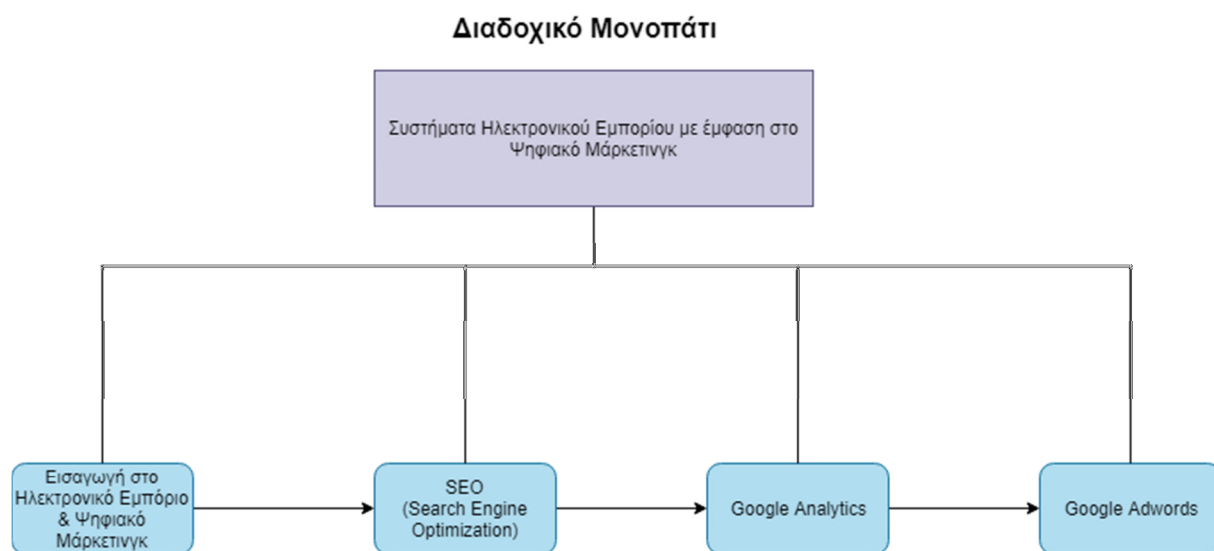 Διαδοχικό Μονοπάτι
Συστήματα Ηλεκτρονικού Εμπορίου με έμφαση στο
Ψηφιακό Μάρκετινγκ
Εισαγωγή στο
Ηλεκτρονικό Εμπόριο
& Ψηφιακό
Μάρκετινγκ
SEO
(Search Engine
Optimization)
Google Analytics
Google Adwords